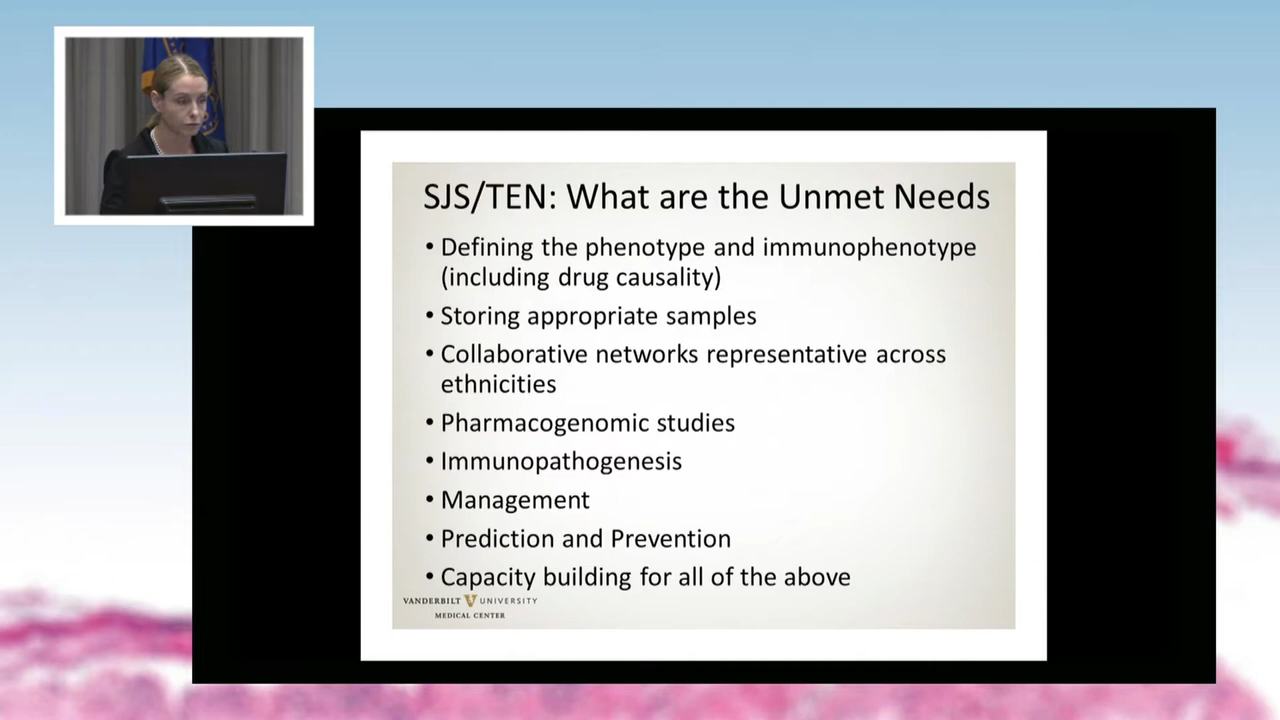 SJS/TEN: What are the Unmet Needs
• Defining the phenotype and immunophenotype
(including drug causality)
• Storing appropriate samples
• Collaborative networks representative across
ethnicities
• Pharmacogenomic studies
• Immunopathogenesis
• Management
• Prediction and Prevention
• Capacity building for all of the above
VANDERBILT V UNIVERSITY
MEDICAL CENTER